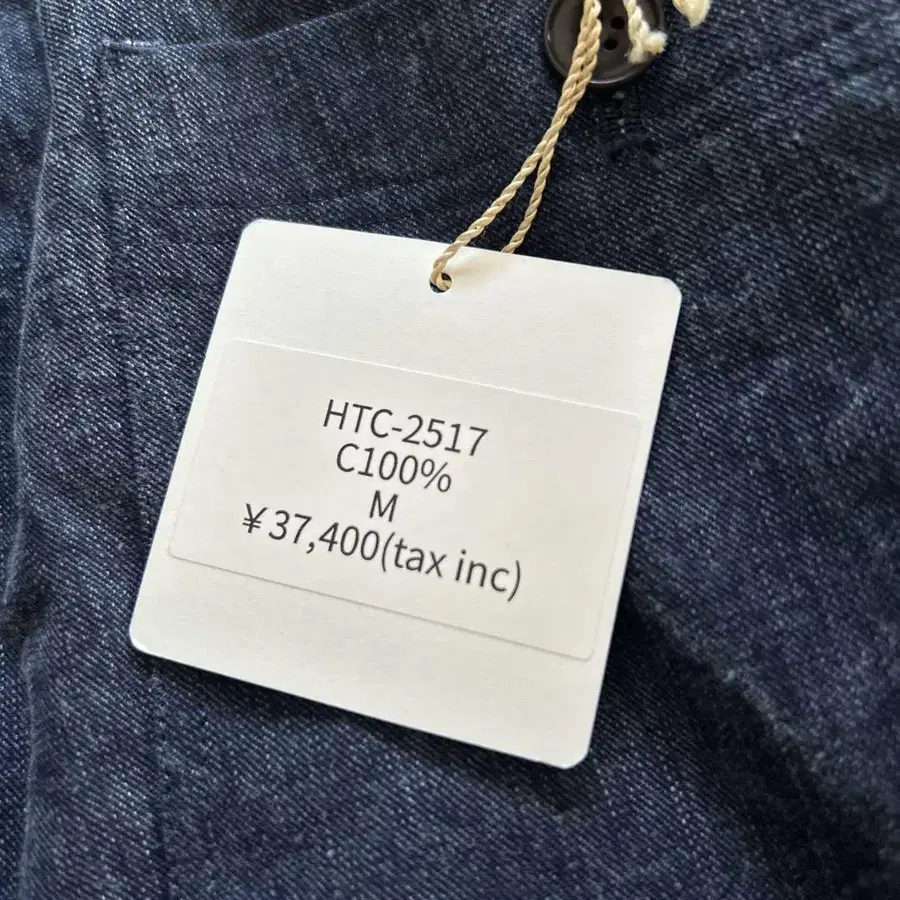 HTC-2517
C100%
M
￥37,400(tax inc)